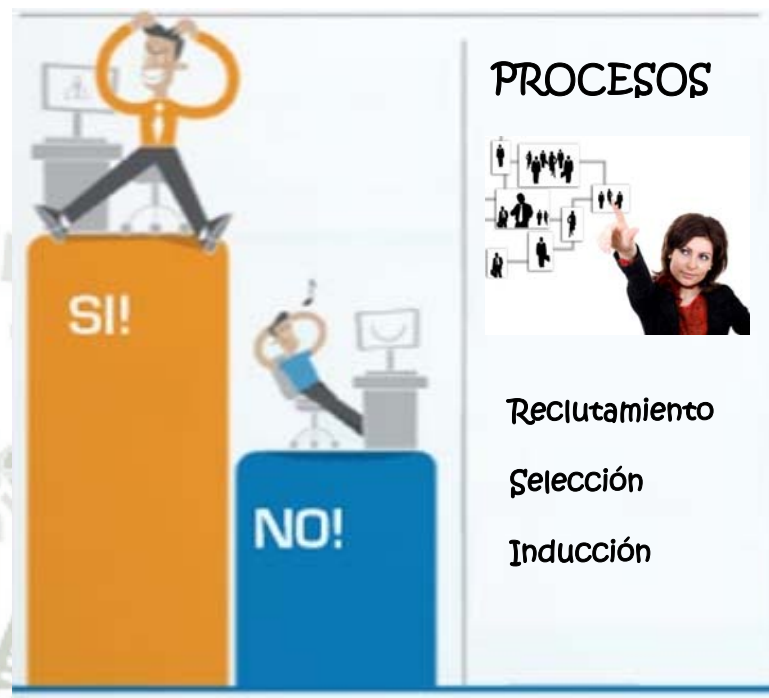 SI!
NO!
PROCESOS
Reclutamiento
Selección
Inducción